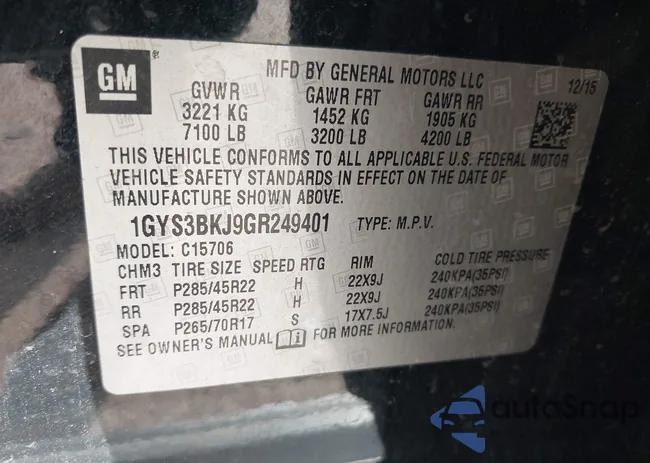 GM®
MFD BY GENERAL MOTORS LLC
12/15
GVWR GAWR FRT GAWR RR
3221 KG 1452 KG 1905 KG
7100 LB 3200 LB 4200 LB
THIS VEHICLE CONFORMS TO ALL APPLICABLE U.S. FEDERAL MOTOR
VEHICLE SAFETY STANDARDS IN EFFECT ON THE DATE OF
MANUFACTURE SHOWN ABOVE.
1GYS3BKJ9GR249401 TYPE: M.P.V.
MODEL: C15706
CHM3 TIRE SIZE SPEED RTG RIM COLD TIRE PRESSURE
FRT P285/45R22 H 22X9J 240KPA(35PSI)
RR P285/45R22 H 22X9J 240KPA(35PSI)
SPA P265/70R17 S 17X7.5J 240KPA(35PSI)
SEE OWNER'S MANUAL FOR MORE INFORMATION.
autoSnap